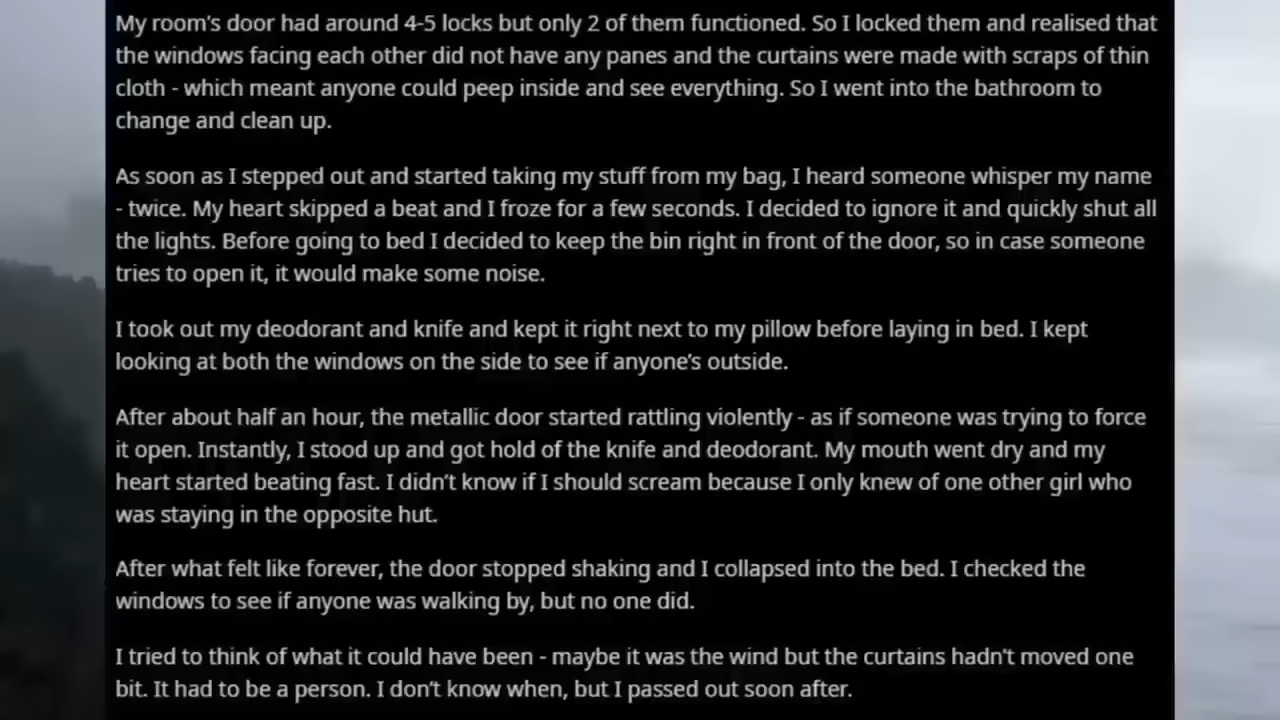 My room's door had around 4-5 locks but only 2 of them functioned. So I locked them and realised that
the windows facing each other did not have any panes and the curtains were made with scraps of thin
cloth - which meant anyone could peep inside and see everything. So I went into the bathroom to
change and clean up.
As soon as I stepped out and started taking my stuff from my bag, I heard someone whisper my name
- twice. My heart skipped a beat and I froze for a few seconds. I decided to ignore it and quickly shut all
the lights. Before going to bed I decided to keep the bin right in front of the door, so in case someone
tries to open it, it would make some noise.
I took out my deodorant and knife and kept it right next to my pillow before laying in bed. I kept
looking at both the windows on the side to see if anyone’s outside.
After about half an hour, the metallic door started rattling violently - as if someone was trying to force
it open. Instantly, I stood up and got hold of the knife and deodorant. My mouth went dry and my
heart started beating fast. I didn’t know if I should scream because I only knew of one other girl who
was staying in the opposite hut.
After what felt like forever, the door stopped shaking and I collapsed into the bed. I checked the
windows to see if anyone was walking by, but no one did.
I tried to think of what it could have been - maybe it was the wind but the curtains hadn't moved one
bit. It had to be a person. I don’t know when, but I passed out soon after.